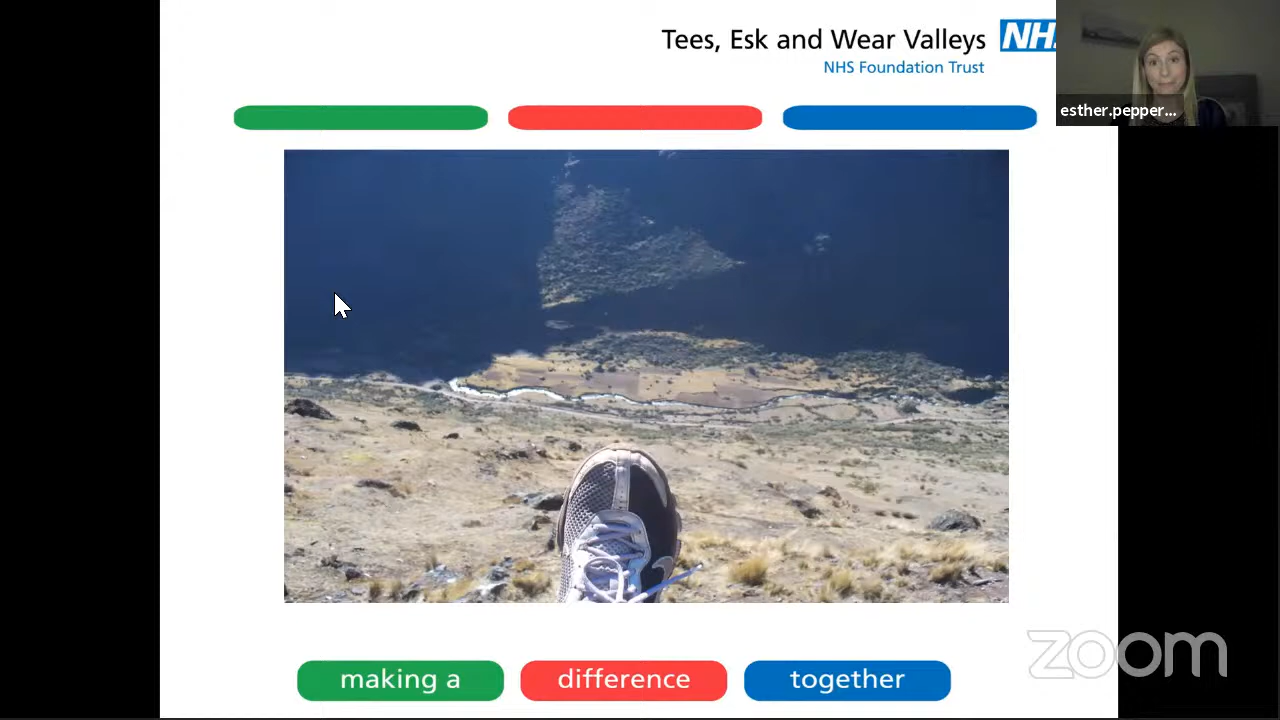 Tees, Esk and Wear Valleys
NHS
NHS Foundation Trust
esther.pepper...
making a
difference
together
zoom